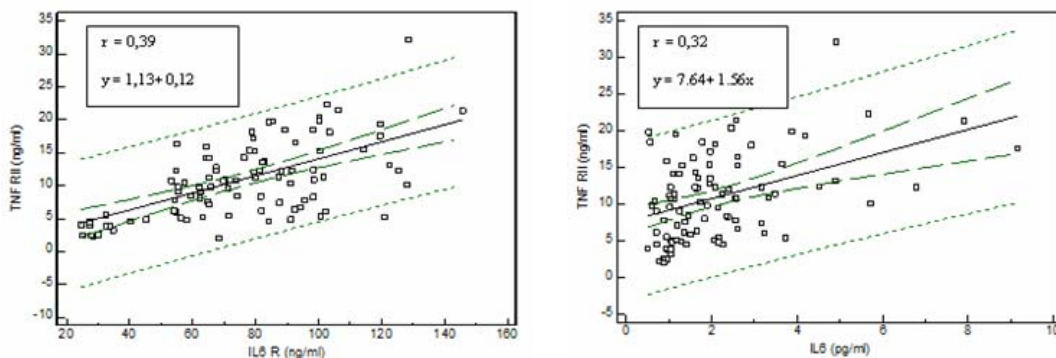 35
30
25
20
15
10
5
0
-5
-10
TNF RII (ng/ml)
r = 0,39
y = 1,13+ 0,12
20 40 60 80 100 120 140 160
IL6 R (ng/ml)
35
30
25
20
15
10
5
0
-5
TNF RII (ng/ml)
r = 0,32
y = 7.64+ 1.56x
0 2 4 6 8 10
IL6 (pg/ml)